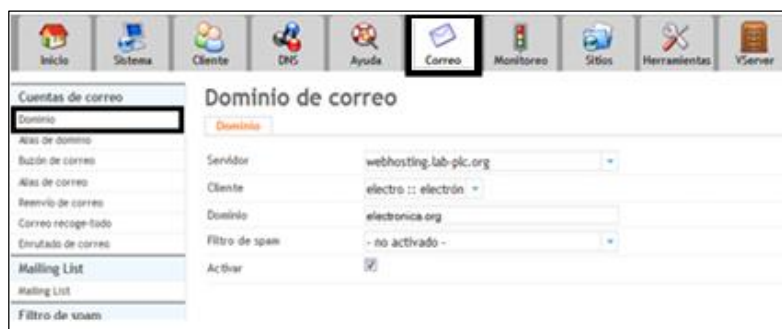 Inicio
Sistema
Cliente
DNS
Ayuda
Correo
Monitoreo
Sitios
Herramientas
VServer
Cuentas de correo
Dominio
Alias de dominio
Buzón de correo
Alias de correo
Reenvío de correo
Correo recoge-todo
Enrutado de correo
Mailing List
Mailing List
Filtro de spam
Dominio de correo
Dominio
Servidor webhosting.lab-plc.org
Cliente electro :: electrón
Dominio electronica.org
Filtro de spam - no activado -
Activar